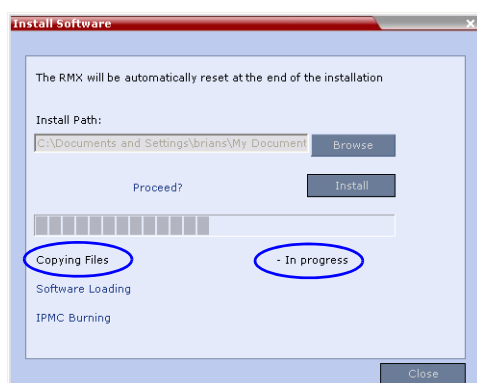 Install Software
x
The RMX will be automatically reset at the end of the installation
Install Path:
C:\Documents and Settings\brians\My Document Browse
Proceed? Install
Copying Files - In progress
Software Loading
IPMC Burning
Close